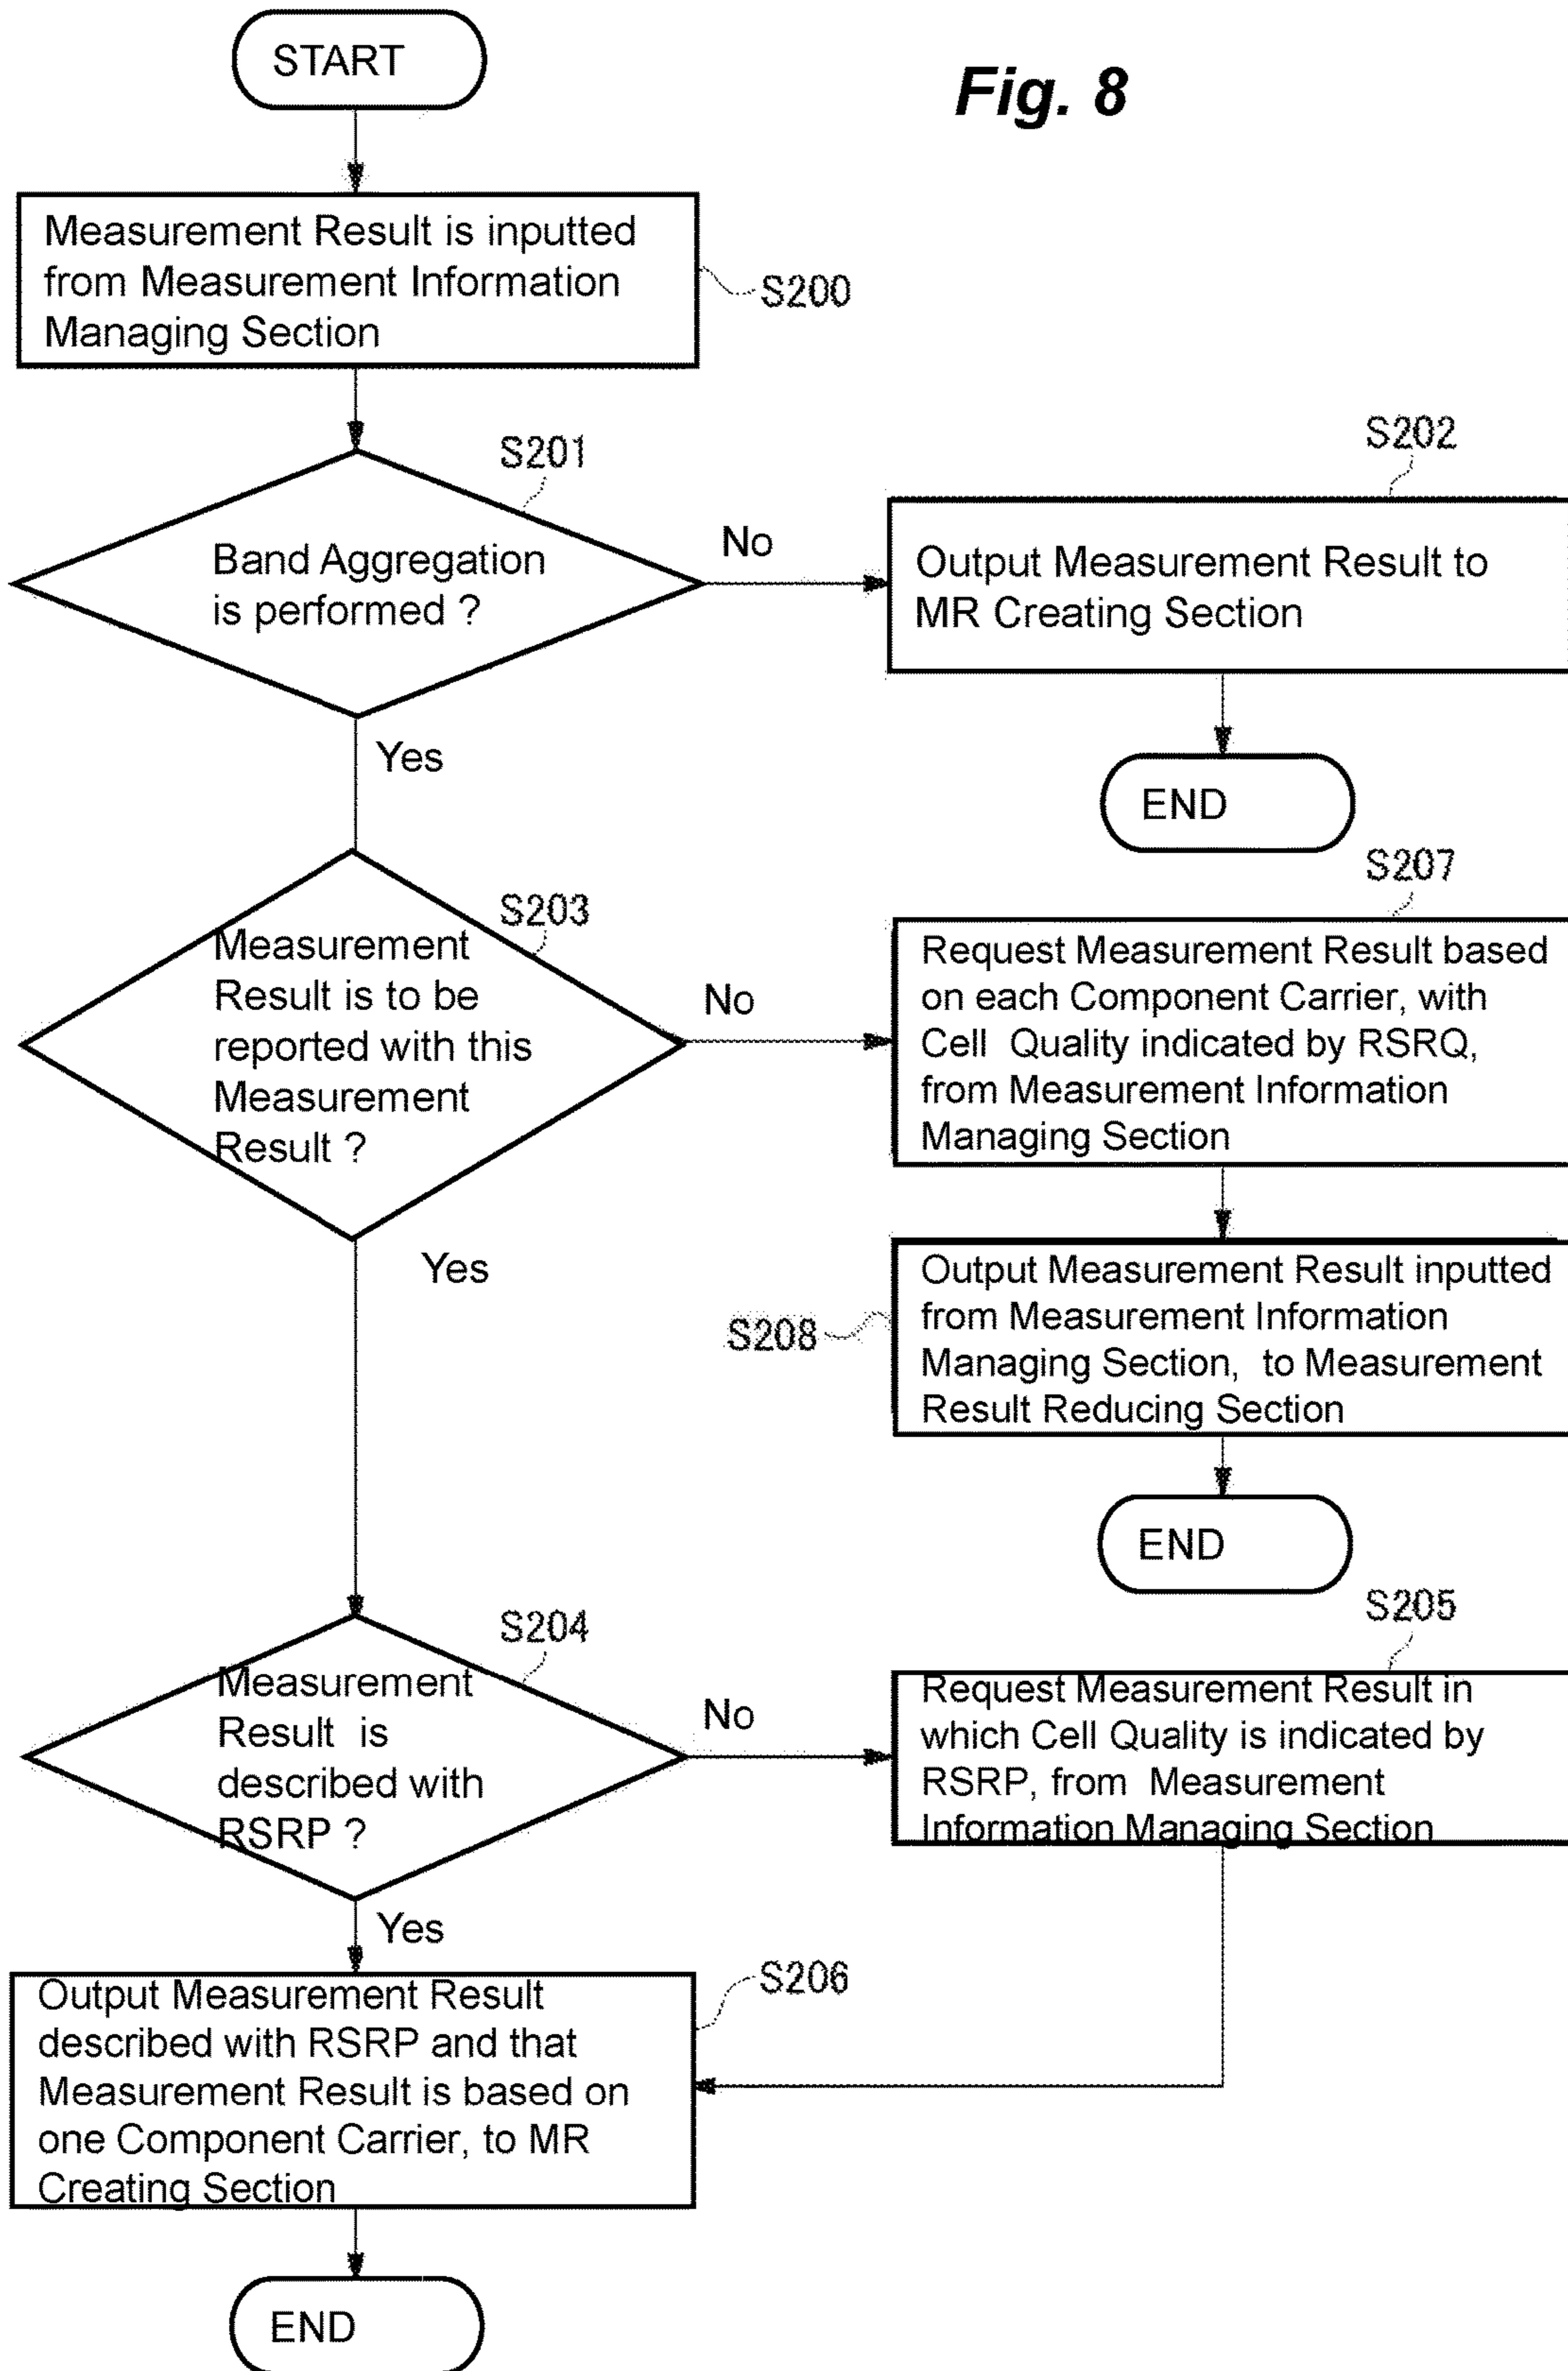 START
Fig. 8
Measurement Result is inputted
from Measurement Information
Managing Section
S200
S201
Band Aggregation
is performed ?
No
Yes
S202
Output Measurement Result to
MR Creating Section
END
S203
Measurement
Result is to be
reported with this
Measurement
Result ?
No
Yes
S207
Request Measurement Result based
on each Component Carrier, with
Cell Quality indicated by RSRQ,
from Measurement Information
Managing Section
S208
Output Measurement Result inputted
from Measurement Information
Managing Section, to Measurement
Result Reducing Section
END
S204
Measurement
Result is
described with
RSRP ?
No
Yes
S205
Request Measurement Result in
which Cell Quality is indicated by
RSRP, from Measurement
Information Managing Section
S206
Output Measurement Result
described with RSRP and that
Measurement Result is based on
one Component Carrier, to MR
Creating Section
END